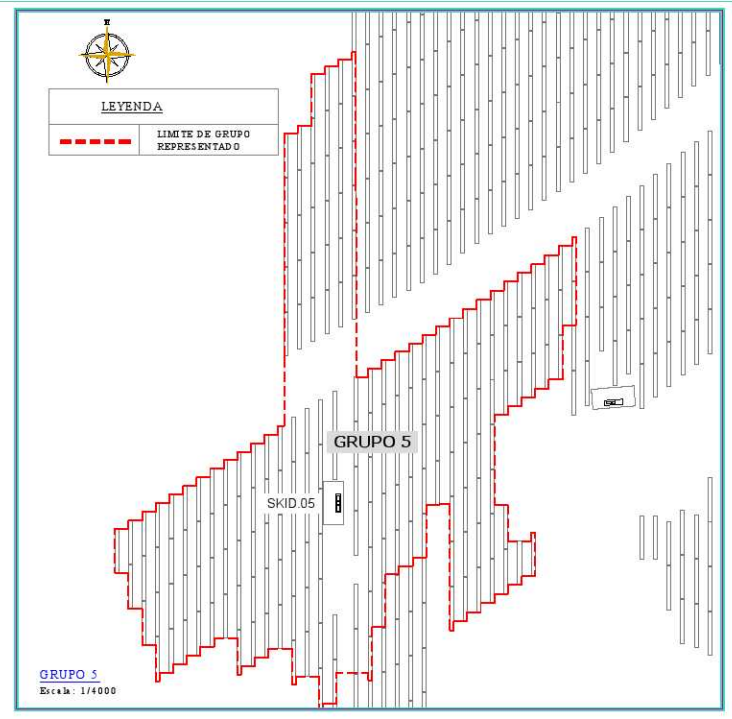 N
LEYENDA
LIMITE DE GRUPO
REPRESENTADO
GRUPO 5
SKID.05
GRUPO 5
Escala: 1/4000